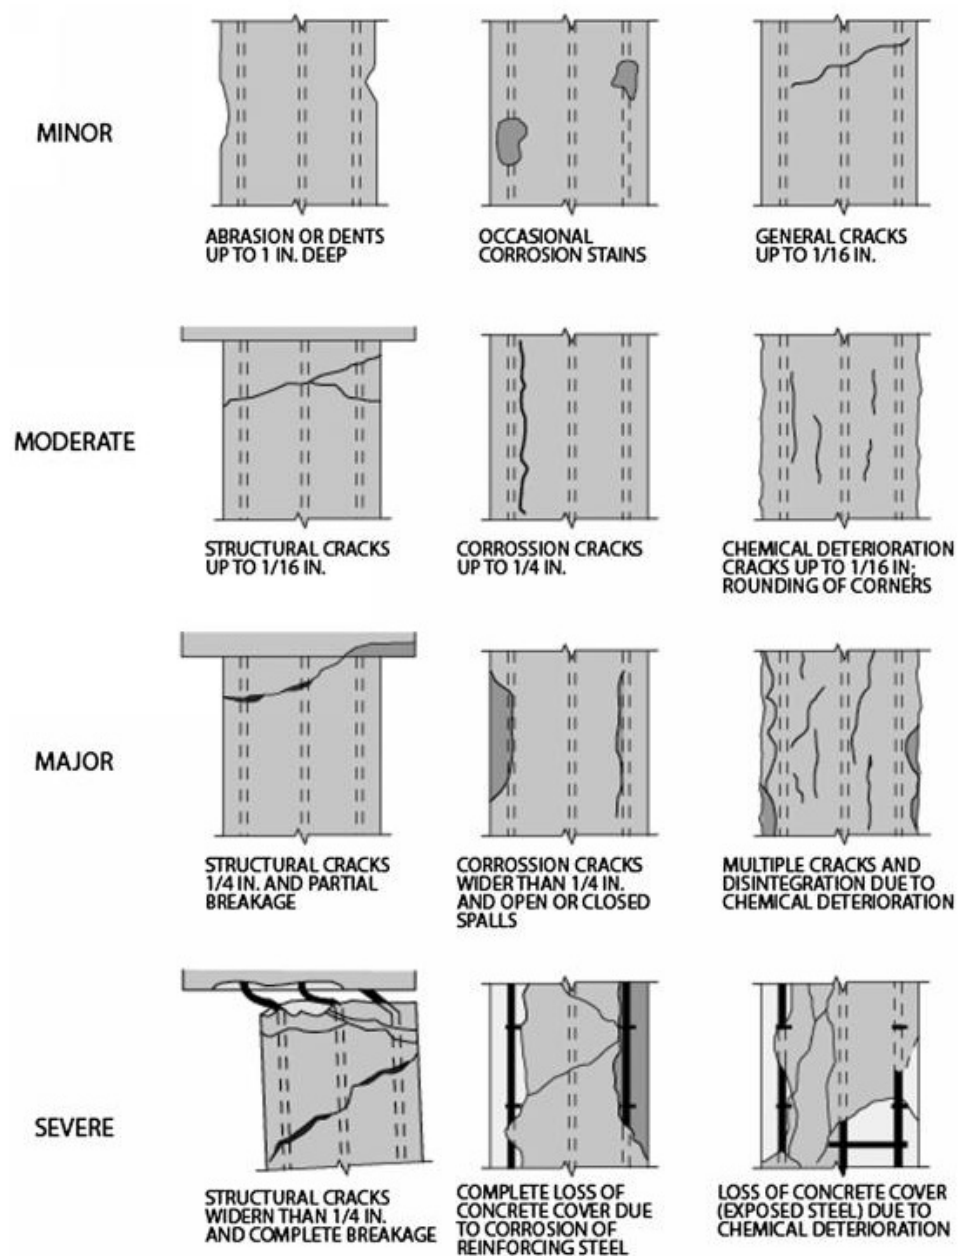 MINOR
ABRASION OR DENTS
UP TO 1 IN. DEEP
OCCASIONAL
CORROSION STAINS
GENERAL CRACKS
UP TO 1/16 IN.
MODERATE
STRUCTURAL CRACKS
UP TO 1/16 IN.
CORROSSION CRACKS
UP TO 1/4 IN.
CHEMICAL DETERIORATION
CRACKS UP TO 1/16 IN;
ROUNDING OF CORNERS
MAJOR
STRUCTURAL CRACKS
1/4 IN. AND PARTIAL
BREAKAGE
CORROSSION CRACKS
WIDER THAN 1/4 IN.
AND OPEN OR CLOSED
SPALLS
MULTIPLE CRACKS AND
DISINTEGRATION DUE TO
CHEMICAL DETERIORATION
SEVERE
STRUCTURAL CRACKS
WIDERN THAN 1/4 IN.
AND COMPLETE BREAKAGE
COMPLETE LOSS OF
CONCRETE COVER DUE
TO CORROSION OF
REINFORCING STEEL
LOSS OF CONCRETE COVER
(EXPOSED STEEL) DUE TO
CHEMICAL DETERIORATION